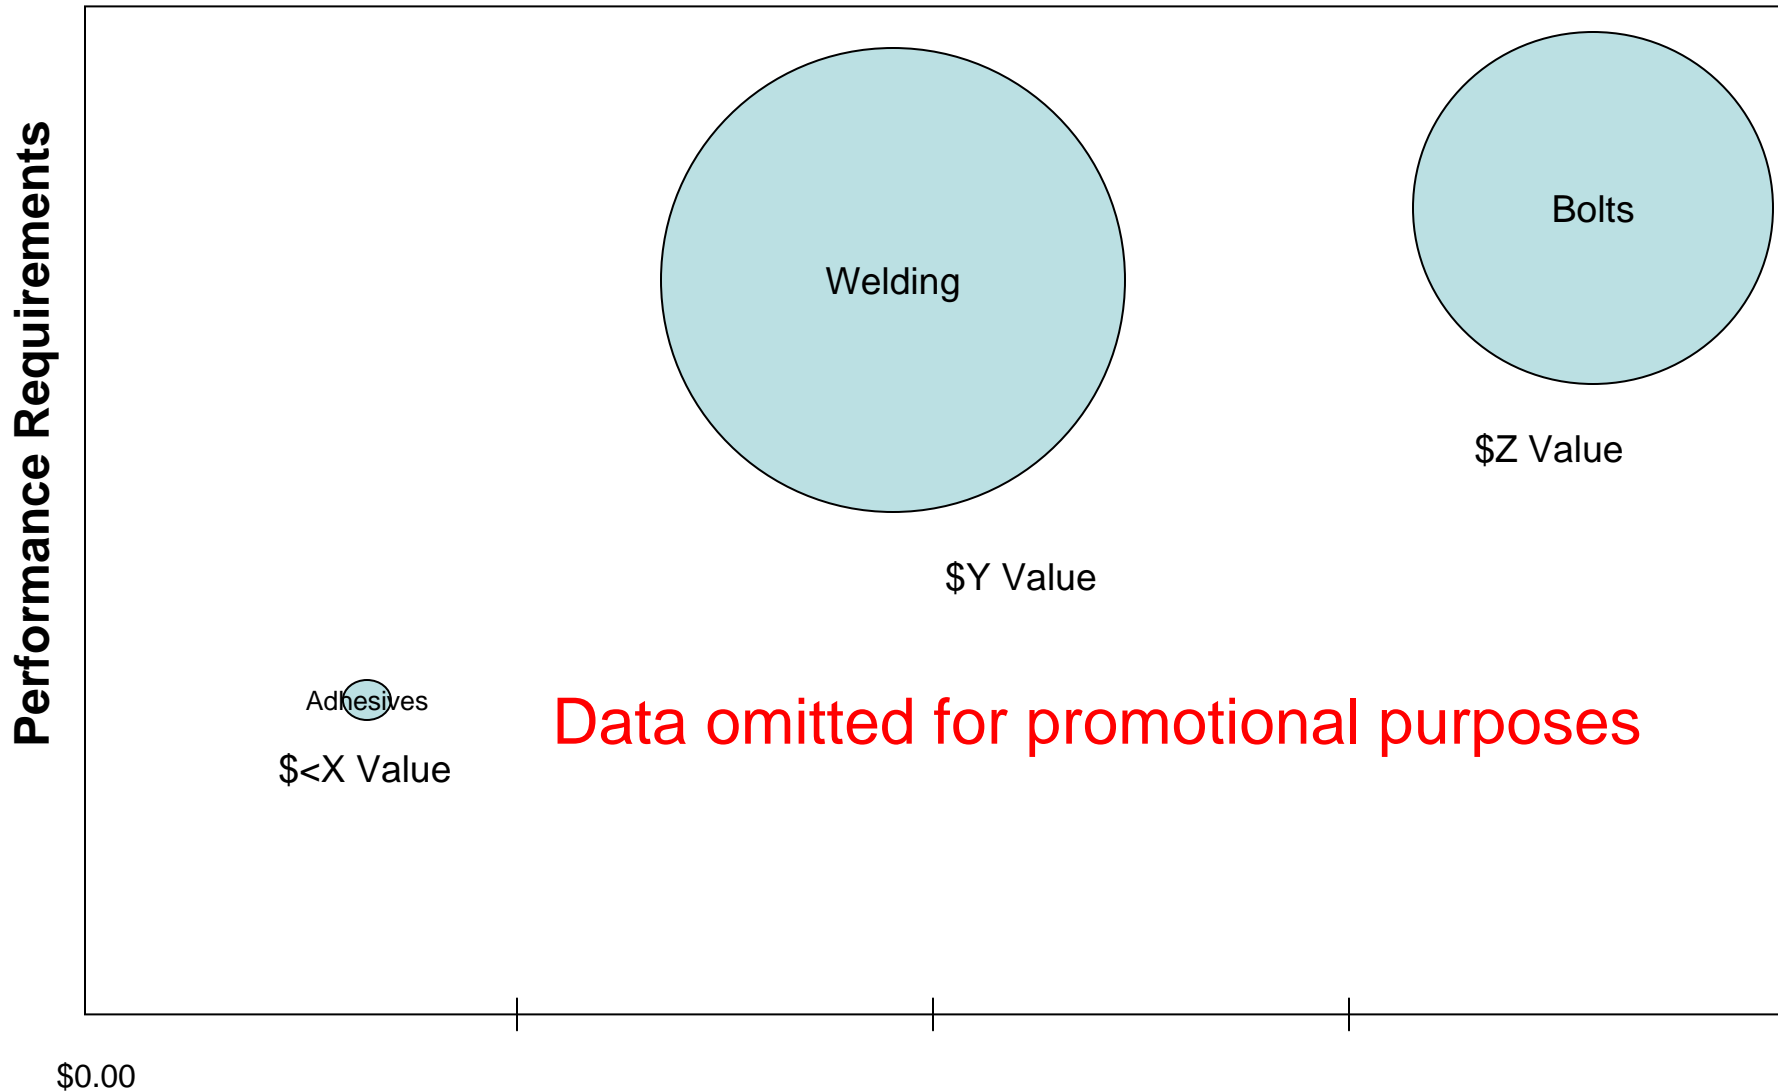 Performance Requirements
Bolts
Welding
$Z Value
$Y Value
Adhesives
Data omitted for promotional purposes
$<X Value
$0.00